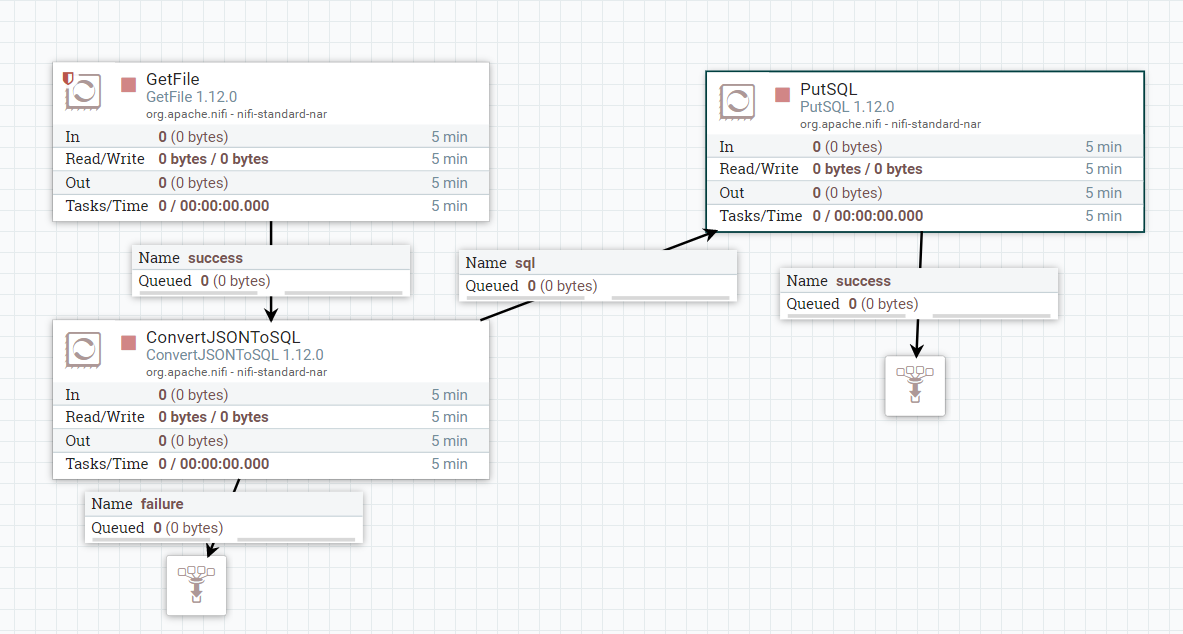 GetFile
GetFile 1.12.0
org.apache.nifi - nifi-standard-nar
In 0 (0 bytes) 5 min
Read/Write 0 bytes / 0 bytes 5 min
Out 0 (0 bytes) 5 min
Tasks/Time 0 / 00:00:00.000 5 min
Name success
Queued 0 (0 bytes)
ConvertJSONToSQL
ConvertJSONToSQL 1.12.0
org.apache.nifi - nifi-standard-nar
In 0 (0 bytes) 5 min
Read/Write 0 bytes / 0 bytes 5 min
Out 0 (0 bytes) 5 min
Tasks/Time 0 / 00:00:00.000 5 min
Name failure
Queued 0 (0 bytes)
Name sql
Queued 0 (0 bytes)
PutSQL
PutSQL 1.12.0
org.apache.nifi - nifi-standard-nar
In 0 (0 bytes) 5 min
Read/Write 0 bytes / 0 bytes 5 min
Out 0 (0 bytes) 5 min
Tasks/Time 0 / 00:00:00.000 5 min
Name success
Queued 0 (0 bytes)